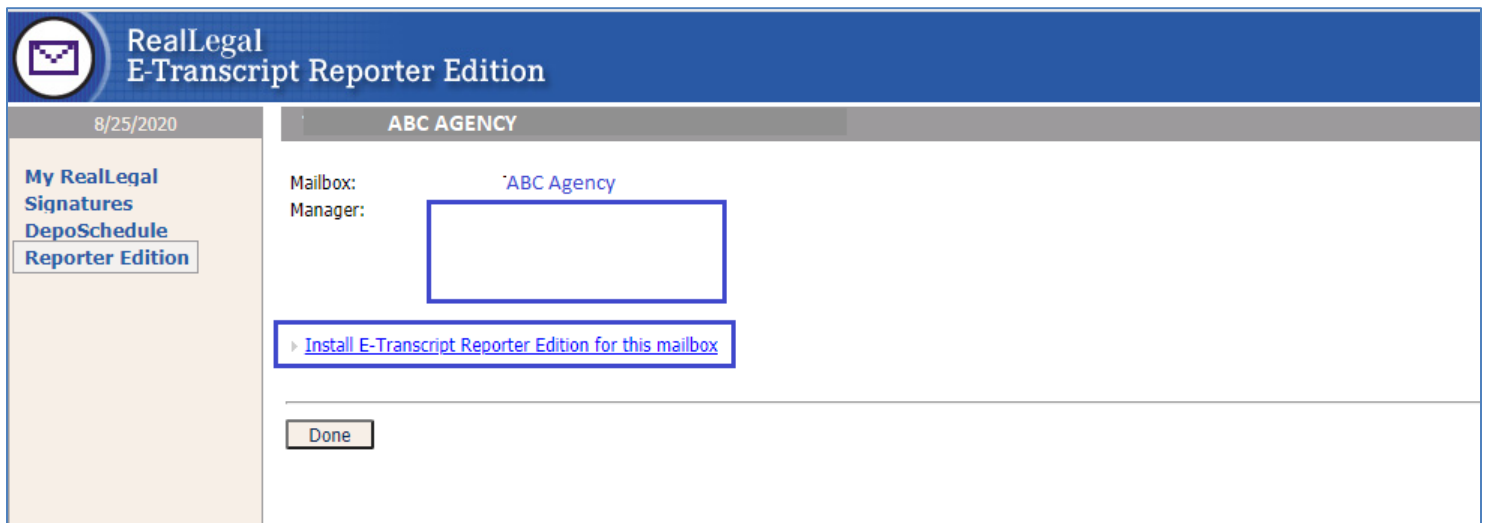 RealLegal
E-Transcript Reporter Edition
8/25/2020
ABC AGENCY
My RealLegal
Signatures
DepoSchedule
Reporter Edition
Mailbox: ABC Agency
Manager:
Install E-Transcript Reporter Edition for this mailbox
Done